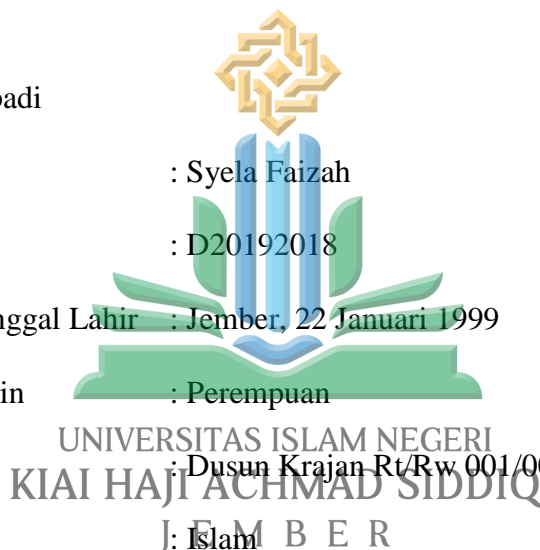 badi
: Syela Faizah
: D20192018
nggal Lahir : Jember, 22 Januari 1999
in : Perempuan
UNIVERSITAS ISLAM NEGERI
: Dusun Krajan Rt/Rw 001/00
KIAI HAJI ACHMAD SIDDIQ
: Islam
JEMBER